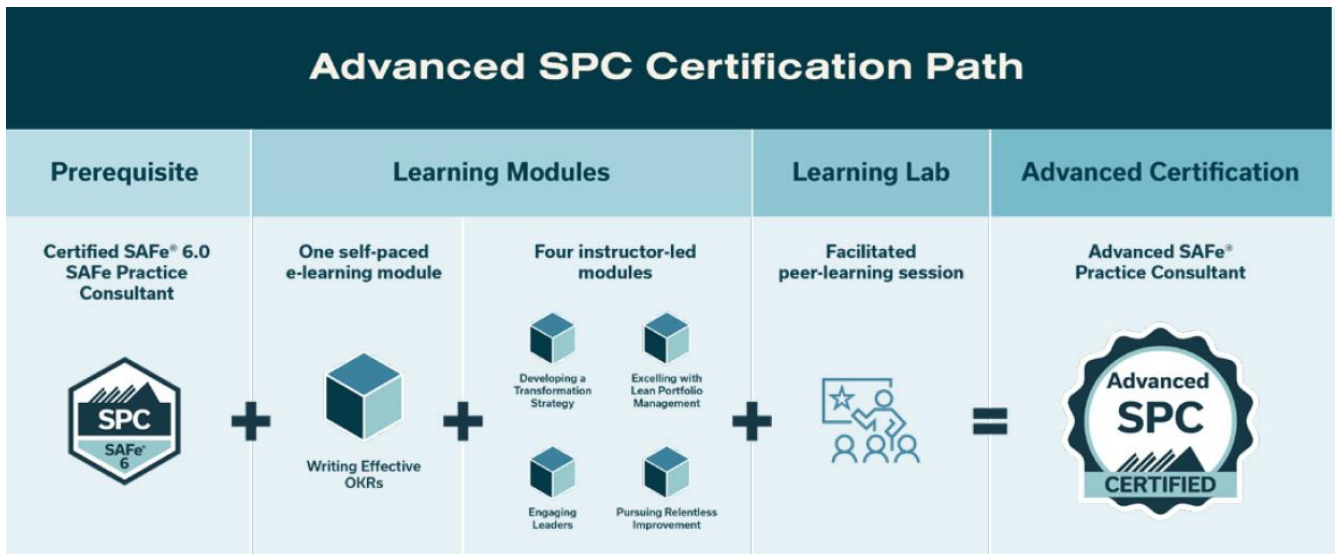 Advanced SPC Certification Path
Prerequisite
Learning Modules
Learning Lab
Advanced Certification
Certified SAFe® 6.0
SAFe Practice
Consultant
One self-paced
e-learning module
Four instructor-led
modules
Facilitated
peer-learning session
Advanced SAFe®
Practice Consultant
SPC
SAFe®
6
+
Writing Effective
OKRs
+
Developing a
Transformation
Strategy
Excelling with
Lean Portfolio
Management
Engaging
Leaders
Pursuing Relentless
Improvement
+
=
Advanced
SPC
CERTIFIED